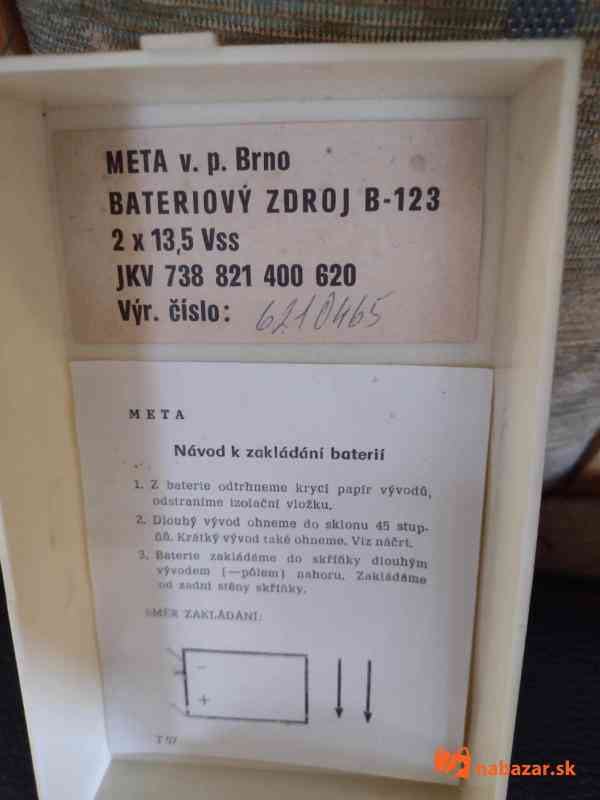 META v. p. Brno
BATERIOVÝ ZDROJ B-123
2 x 13,5 Vss
JKV 738 821 400 620
Výr. číslo: 6210465
META
Návod k zakládání baterií
1. Z baterie odtrhneme krycí papír vývodů,
odstraníme izolační vložku.
2. Dlouhý vývod ohneme do sklonu 45 stup-
ňů. Krátký vývod také ohneme. Viz náčrt.
3. Baterie zakládáme do skříňky dlouhým
vývodem (—pólem) nahoru. Zakládáme
od zadní stěny skříňky.
SMĚR ZAKLÁDÁNÍ:
−
+
nabazar.sk